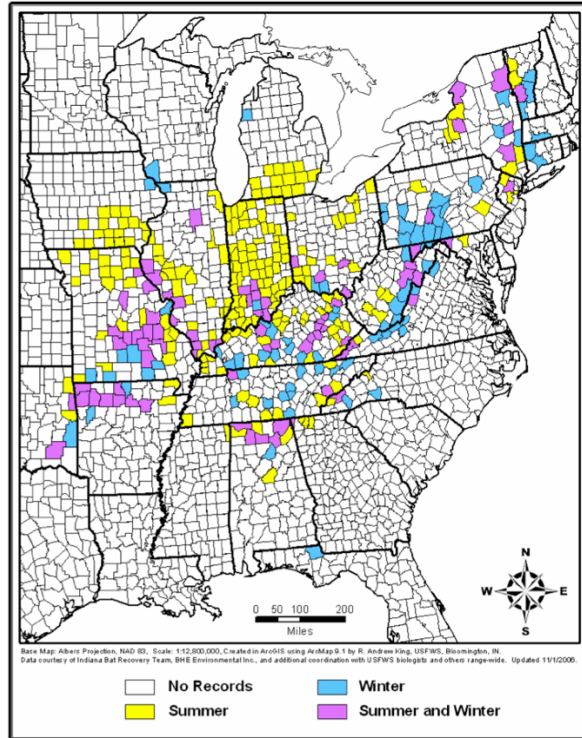 N
W E
S
0 50 100 200
Miles
Base Map: Albers Projection, NAD 83, Scale: 1:12,800,000, Created in ArcGIS using ArcMap 9.1 by R. Andrew King, USFWS, Bloomington, IN.
Data courtesy of Indiana Bat Recovery Team, BHE Environmental Inc., and additional coordination with USFWS biologists and others range-wide. Updated 11/1/2006.
No Records Winter
Summer Summer and Winter